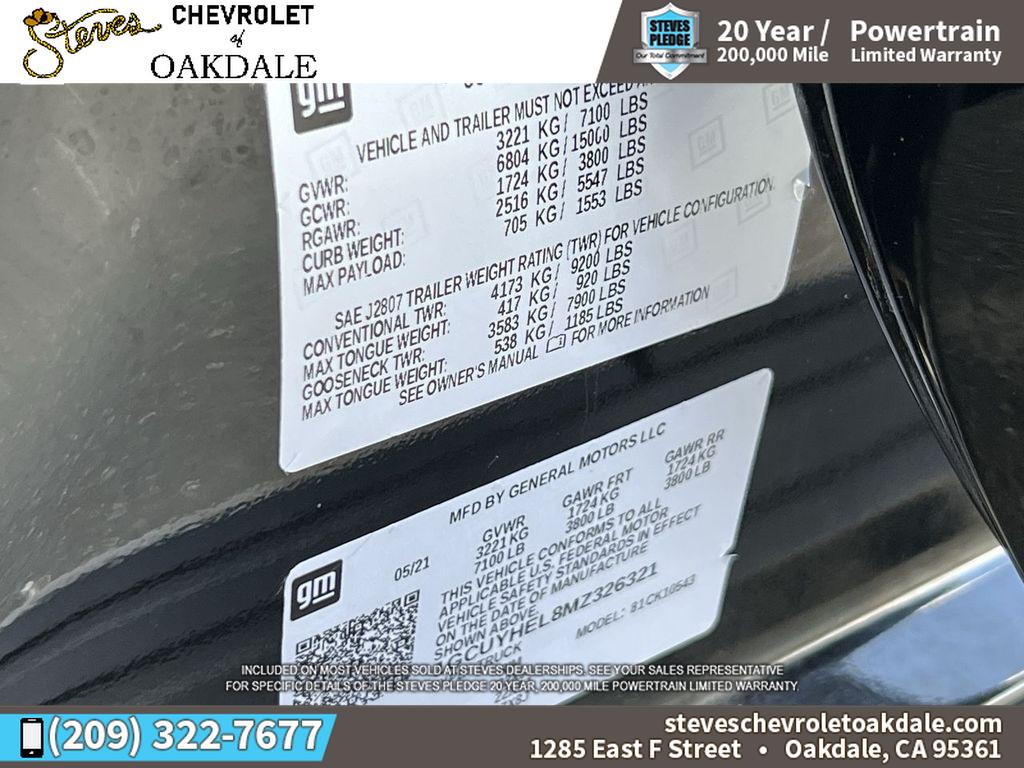 Steves
CHEVROLET
of
OAKDALE
STEVES
PLEDGE
Our Total Commitment
20 Year / Powertrain
200,000 Mile Limited Warranty
gm
VEHICLE AND TRAILER MUST NOT EXCEED
GVWR: 3221 KG/ 7100 LBS
GCWR: 6804 KG/ 15000 LBS
RGAWR: 1724 KG/ 3800 LBS
CURB WEIGHT: 2516 KG/ 5547 LBS
MAX PAYLOAD: 705 KG/ 1553 LBS
SAE J2807 TRAILER WEIGHT RATING (TWR) FOR VEHICLE CONFIGURATION
CONVENTIONAL TWR: 4173 KG/ 9200 LBS
MAX TONGUE WEIGHT: 417 KG/ 920 LBS
GOOSENECK TWR: 3583 KG/ 7900 LBS
MAX TONGUE WEIGHT: 538 KG/ 1185 LBS
SEE OWNER'S MANUAL FOR MORE INFORMATION
MFD BY GENERAL MOTORS LLC
gm
05/21
GVWR GAWR FRT GAWR RR
3221 KG 1724 KG 1724 KG
7100 LB 3800 LB 3800 LB
THIS VEHICLE CONFORMS TO ALL
APPLICABLE U.S. FEDERAL MOTOR
VEHICLE SAFETY STANDARDS IN EFFECT
ON THE DATE OF MANUFACTURE
SHOWN ABOVE.
CUYHEL8MZ326321
TRUCK MODEL:
INCLUDED ON MOST VEHICLES SOLD AT STEVES DEALERSHIPS. SEE YOUR SALES REPRESENTATIVE
FOR SPECIFIC DETAILS OF THE STEVES PLEDGE 20 YEAR, 200,000 MILE POWERTRAIN LIMITED WARRANTY.
(209) 322-7677
steveschevroletoakdale.com
1285 East F Street • Oakdale, CA 95361